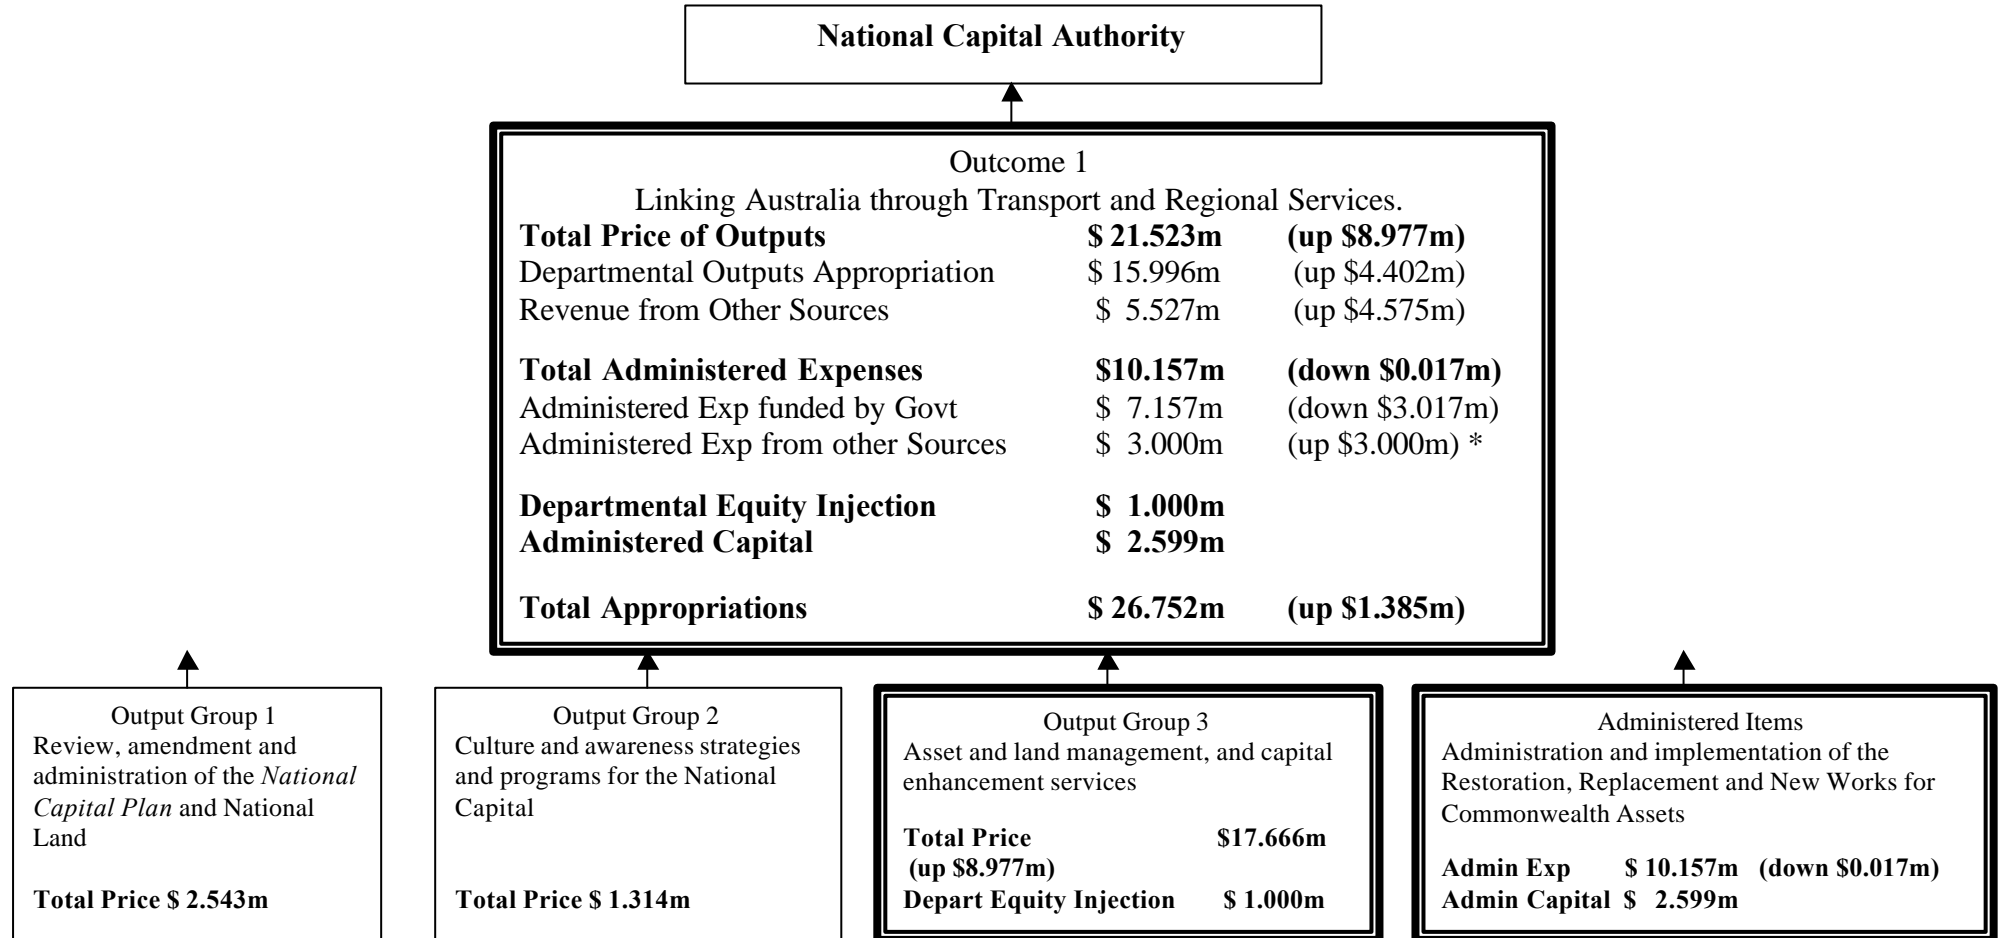 National Capital Authority
Outcome 1
Linking Australia through Transport and Regional Services.
Total Price of Outputs $ 21.523m (up $8.977m)
Departmental Outputs Appropriation $ 15.996m (up $4.402m)
Revenue from Other Sources $ 5.527m (up $4.575m)
Total Administered Expenses $10.157m (down $0.017m)
Administered Exp funded by Govt $ 7.157m (down $3.017m)
Administered Exp from other Sources $ 3.000m (up $3.000m) *
Departmental Equity Injection $ 1.000m
Administered Capital $ 2.599m
Total Appropriations $ 26.752m (up $1.385m)
Output Group 1
Review, amendment and
administration of the National
Capital Plan and National
Land
Total Price $ 2.543m
Output Group 2
Culture and awareness strategies
and programs for the National
Capital
Total Price $ 1.314m
Output Group 3
Asset and land management, and capital
enhancement services
Total Price $17.666m
(up $8.977m)
Depart Equity Injection $ 1.000m
Administered Items
Administration and implementation of the
Restoration, Replacement and New Works for
Commonwealth Assets
Admin Exp $ 10.157m (down $0.017m)
Admin Capital $ 2.599m